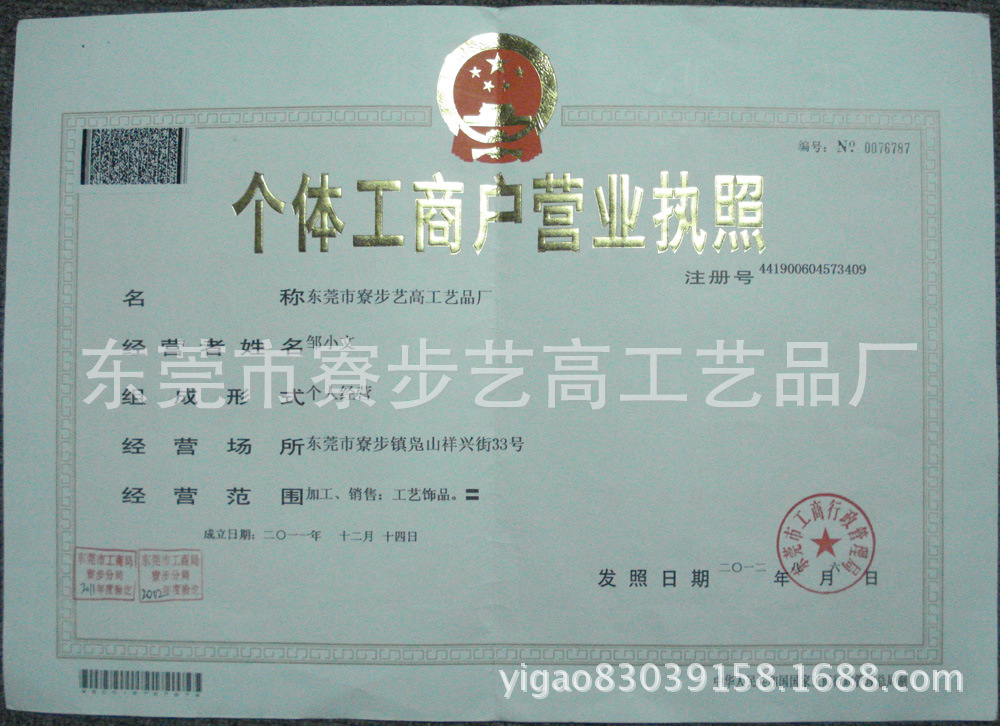 编号：№ 0076787
个体工商户营业执照
注册号 441900604573409
名称 东莞市寮步艺高工艺品厂
经营者姓名 邹小文
东莞市寮步艺高工艺品厂
组成形式 个人经营
经营场所 东莞市寮步镇凫山祥兴街33号
经营范围 加工、销售：工艺饰品。〓
成立日期：二〇一一年 十二月 十四日
东莞市工商行政管理局
东莞市工商局
寮步分局
2011年度验讫
东莞市工商局
寮步分局
2012年度验讫
发照日期 二〇一二年 八月 六日
yigao83039158.1688.com